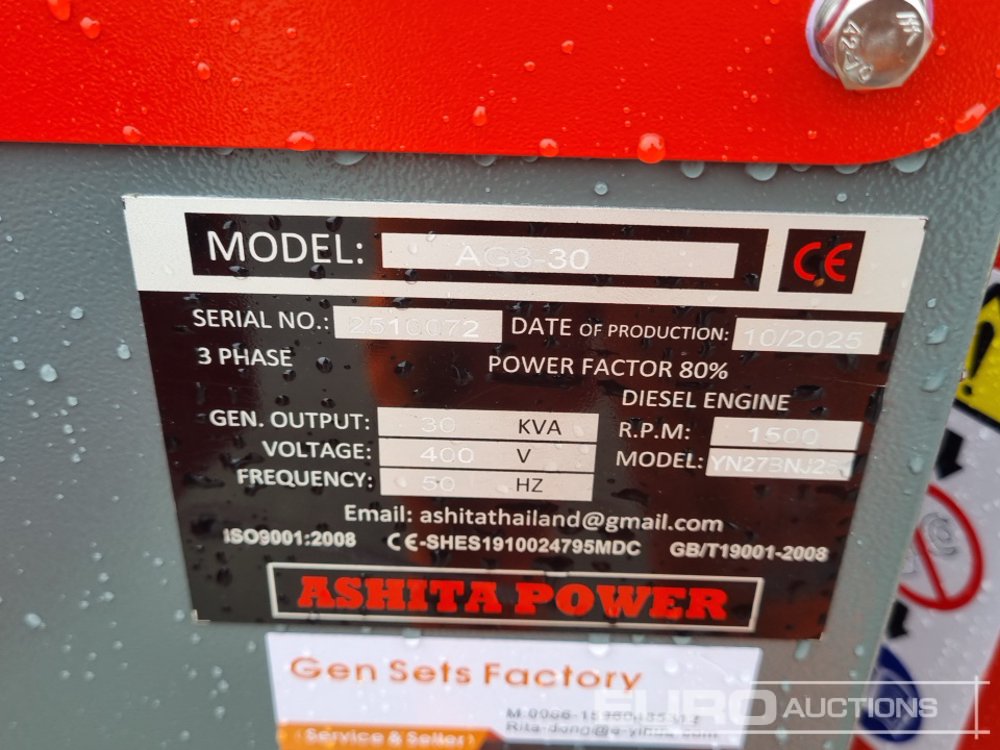 MODEL: AG3-30 CE
SERIAL NO.: 2510072 DATE OF PRODUCTION: 10/2025
3 PHASE POWER FACTOR 80%
DIESEL ENGINE
GEN. OUTPUT: 30 KVA R.P.M: 1500
VOLTAGE: 400 V MODEL:
FREQUENCY: 50 HZ
Email: ashitathailand@gmail.com
ISO9001:2008 CE-SHES1910024795MDC GB/T19001-2008
ASHITA POWER
Gen Sets Factory
Service & Seller
EURO AUCTIONS